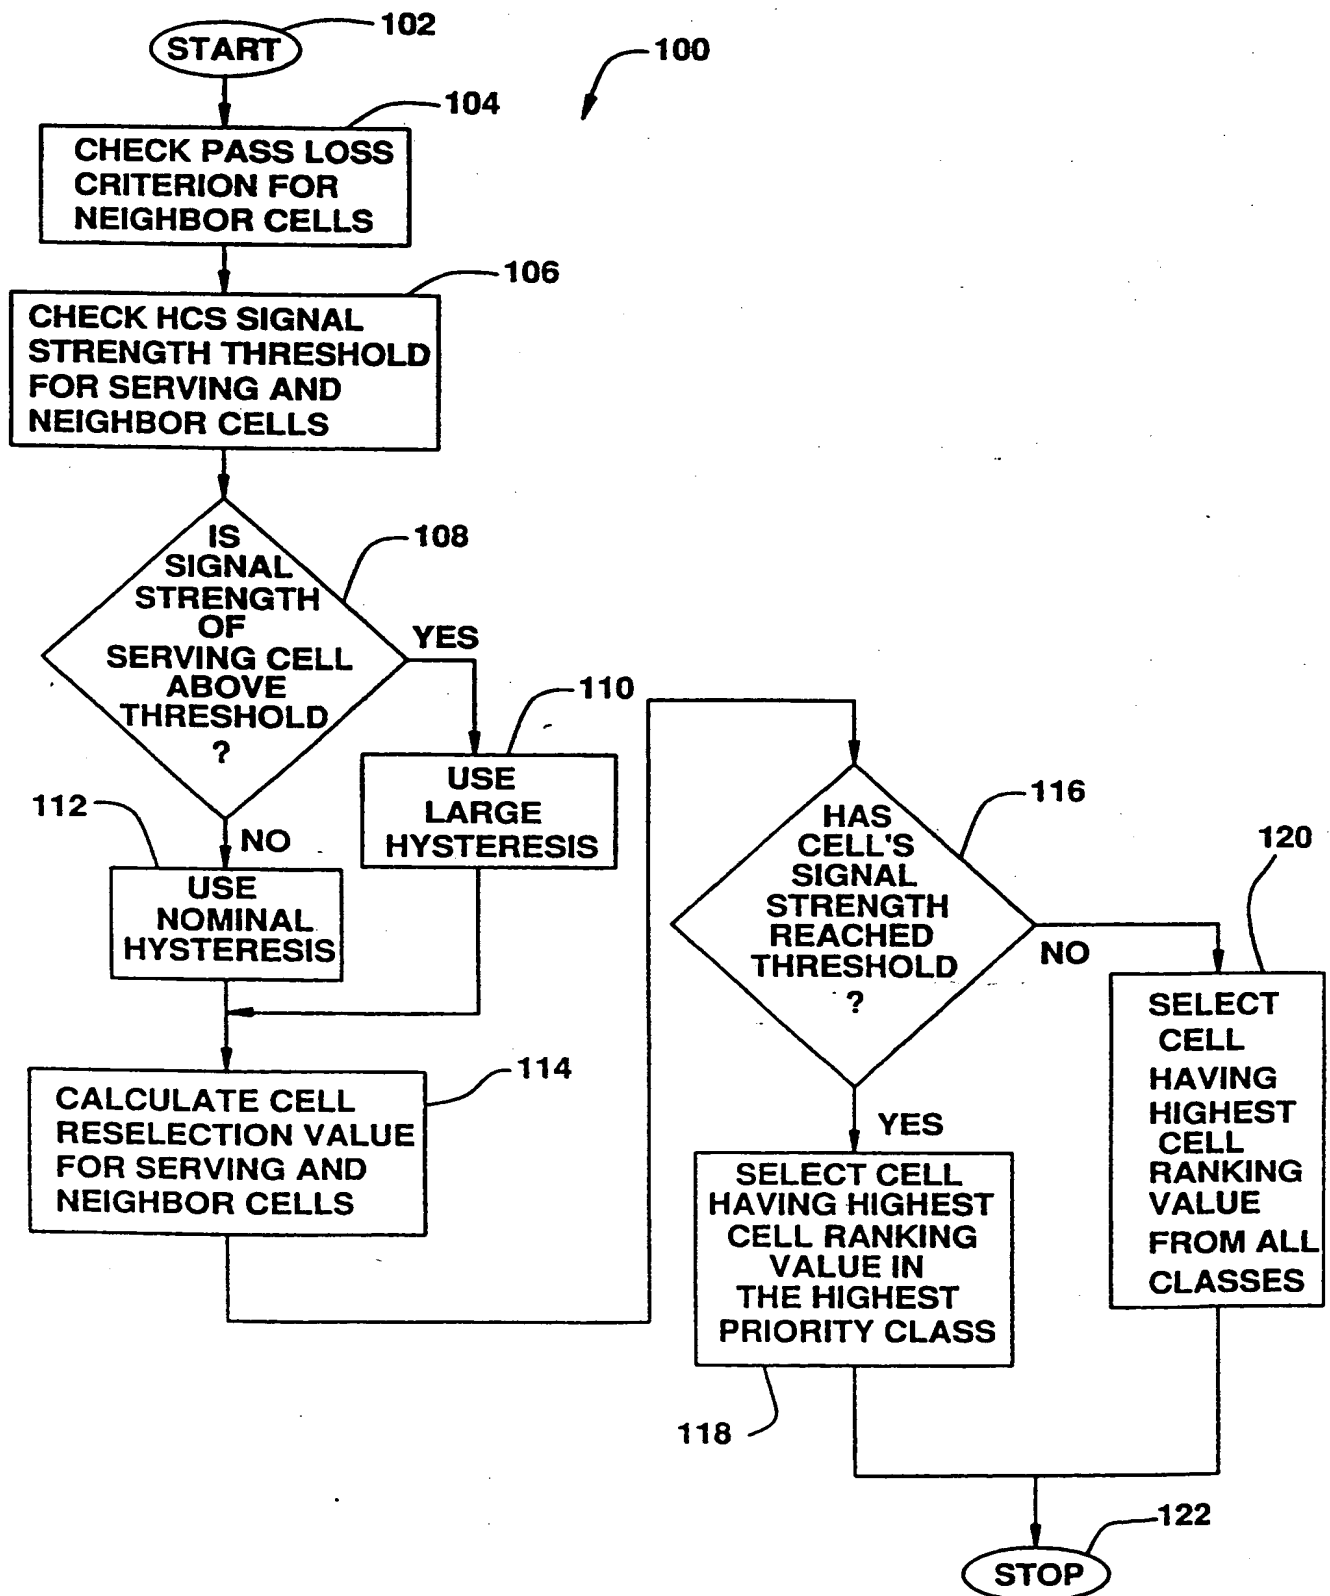 START
102
100
104
CHECK PASS LOSS
CRITERION FOR
NEIGHBOR CELLS
106
CHECK HCS SIGNAL
STRENGTH THRESHOLD
FOR SERVING AND
NEIGHBOR CELLS
108
IS
SIGNAL
STRENGTH
OF
SERVING CELL
ABOVE
THRESHOLD
?
YES
110
USE
LARGE
HYSTERESIS
112
NO
USE
NOMINAL
HYSTERESIS
114
CALCULATE CELL
RESELECTION VALUE
FOR SERVING AND
NEIGHBOR CELLS
116
HAS
CELL'S
SIGNAL
STRENGTH
REACHED
THRESHOLD
?
NO
120
SELECT
CELL
HAVING
HIGHEST
CELL
RANKING
VALUE
FROM ALL
CLASSES
YES
SELECT CELL
HAVING HIGHEST
CELL RANKING
VALUE IN
THE HIGHEST
PRIORITY CLASS
118
122
STOP